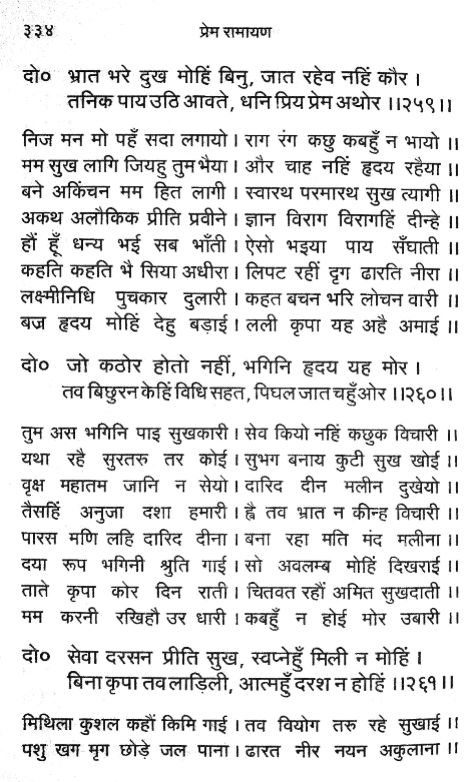 ३३४ प्रेम रामायण
दो० भ्रात भरे दुख मोहिं बिनु, जात रहेव नहिं कौर ।
तनिक पाय उठि आवते, धनि प्रिय प्रेम अथोर ।।२५९।।
निज मन मो पहँ सदा लगायो । राग रंग कछु कबहुँ न भायो ।।
मम सुख लागि जियहु तुम भैया । और चाह नहिं हृदय रहैया ।।
बने अकिंचन मम हित लागी । स्वारथ परमारथ सुख त्यागी ।।
अकथ अलौकिक प्रीति प्रवीने । ज्ञान विराग विरागहिं दीन्हे ।।
हौं हूँ धन्य भई सब भाँती । ऐसो भइया पाय सँघाती ।।
कहति कहति भै सिया अधीरा । लिपट रहीं दृग ढारति नीरा ।।
लक्ष्मीनिधि पुचकार दुलारी । कहत बचन भरि लोचन वारी ।।
बज्र हृदय मोहिं देहु बड़ाई । लली कृपा यह अहै अमाई ।।
दो० जो कठोर होतो नहीं, भगिनि हृदय यह मोर ।
तव बिछुरन केहिं विधि सहत, पिघल जात चहुँ ओर ।।२६०।।
तुम अस भगिनि पाइ सुखकारी । सेव कियो नहिं कछुक विचारी ।।
यथा रहै सुरतरु तर कोई । सुभग बनाय कुटी सुख खोई ।।
वृक्ष महातम जानि न सेयो । दारिद दीन मलीन दुखेयो ।।
तैसहिं अनुजा दशा हमारी । ह्वै तव भ्रात न कीन्ह विचारी ।।
पारस मणि लहि दारिद दीना । बना रहा मति मंद मलीना ।।
दया रूप भगिनी श्रुति गाई । सो अवलम्ब मोहिं दिखराई ।।
ताते कृपा कोर दिन राती । चितवत रहौं अमित सुखदाती ।।
मम करनी रखिहौ उर धारी । कबहुँ न होई मोर उबारी ।।
दो० सेवा दरसन प्रीति सुख, स्वप्नेहुँ मिली न मोहिं ।
बिना कृपा तव लाड़िली, आत्महुँ दरश न होहिं ।।२६१।।
मिथिला कुशल कहौं किमि गाई । तव वियोग तरु रहे सुखाई ।।
पशु खग मृग छोड़े जल पाना । ढारत नीर नयन अकुलाना ।।